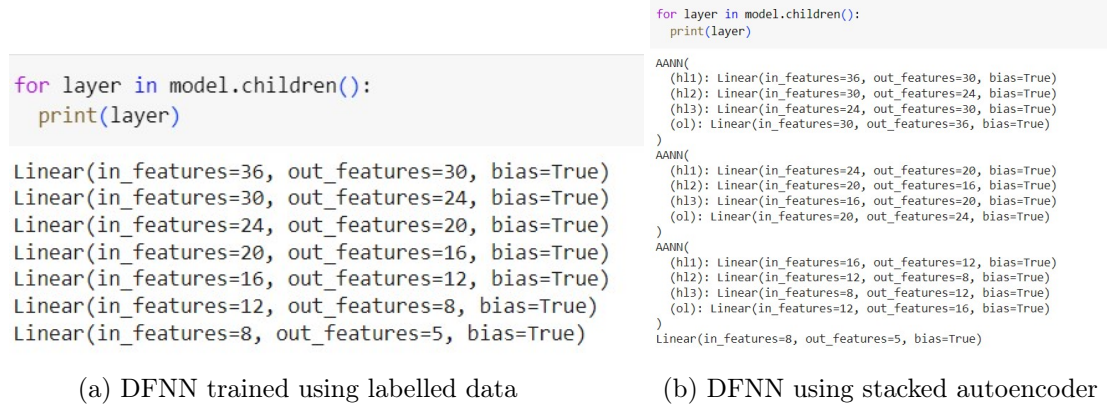 for layer in model.children():
  print(layer)
Linear(in_features=36, out_features=30, bias=True)
Linear(in_features=30, out_features=24, bias=True)
Linear(in_features=24, out_features=20, bias=True)
Linear(in_features=20, out_features=16, bias=True)
Linear(in_features=16, out_features=12, bias=True)
Linear(in_features=12, out_features=8, bias=True)
Linear(in_features=8, out_features=5, bias=True)
(a) DFNN trained using labelled data
for layer in model.children():
  print(layer)
AANN(
  (hl1): Linear(in_features=36, out_features=30, bias=True)
  (hl2): Linear(in_features=30, out_features=24, bias=True)
  (hl3): Linear(in_features=24, out_features=30, bias=True)
  (ol): Linear(in_features=30, out_features=36, bias=True)
)
AANN(
  (hl1): Linear(in_features=24, out_features=20, bias=True)
  (hl2): Linear(in_features=20, out_features=16, bias=True)
  (hl3): Linear(in_features=16, out_features=20, bias=True)
  (ol): Linear(in_features=20, out_features=24, bias=True)
)
AANN(
  (hl1): Linear(in_features=16, out_features=12, bias=True)
  (hl2): Linear(in_features=12, out_features=8, bias=True)
  (hl3): Linear(in_features=8, out_features=12, bias=True)
  (ol): Linear(in_features=12, out_features=16, bias=True)
)
Linear(in_features=8, out_features=5, bias=True)
(b) DFNN using stacked autoencoder